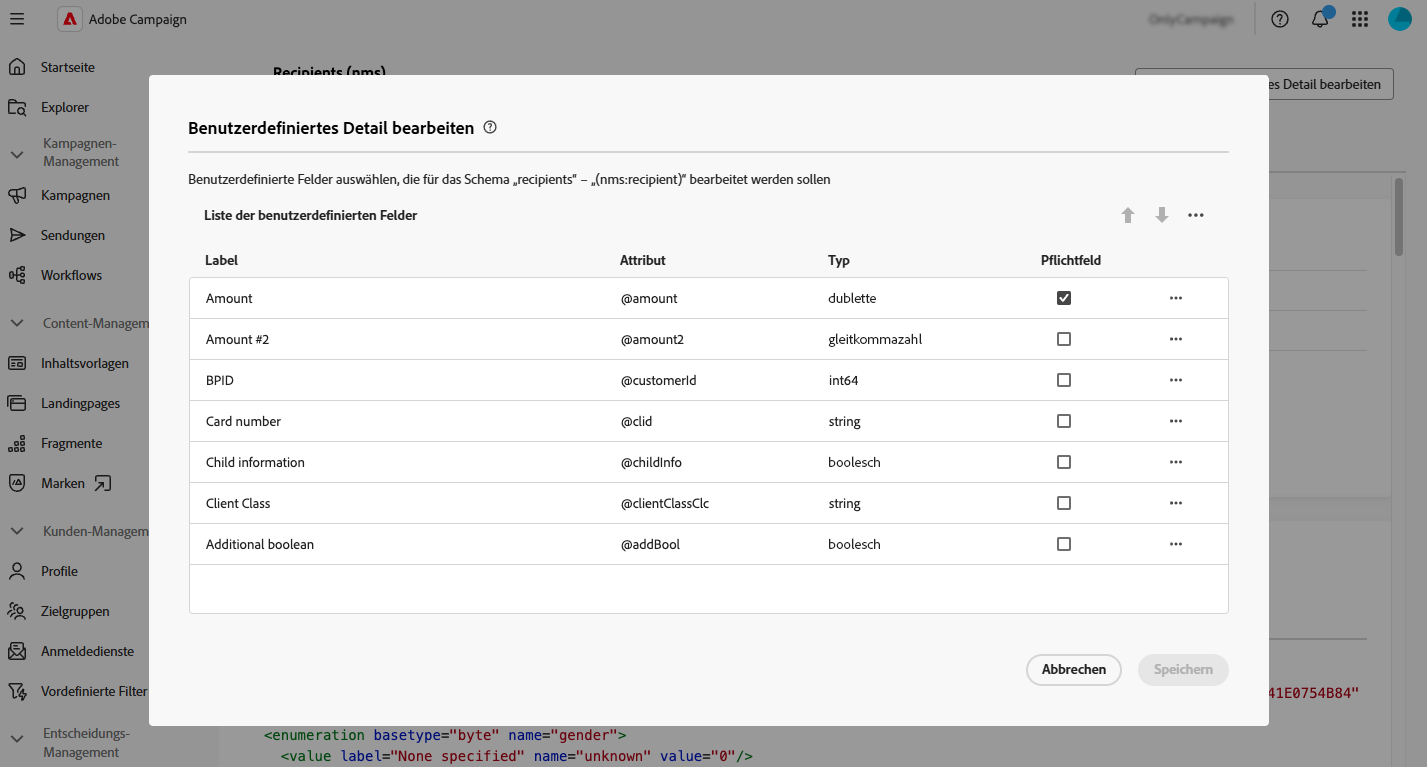 Adobe Campaign
Startseite
Explorer
Kampagnen-
Management
Kampagnen
Sendungen
Workflows
Content-Managem
Inhaltsvorlagen
Landingpages
Fragmente
Marken
Kunden-Managem
Profile
Zielgruppen
Anmeldedienste
Vordefinierte Filter
Entscheidungs-
Management
Recipients (nms)
es Detail bearbeiten
Benutzerdefiniertes Detail bearbeiten
Benutzerdefinierte Felder auswählen, die für das Schema „recipients“ – „(nms:recipient)“ bearbeitet werden sollen
Liste der benutzerdefinierten Felder
Label Attribut Typ Pflichtfeld
Amount @amount dublette
Amount #2 @amount2 gleitkommazahl
BPID @customerId int64
Card number @clid string
Child information @childInfo boolesch
Client Class @clientClassClc string
Additional boolean @addBool boolesch
Abbrechen Speichern
41E0754B84"
<enumeration basetype="byte" name="gender">
<value label="None specified" name="unknown" value="0"/>